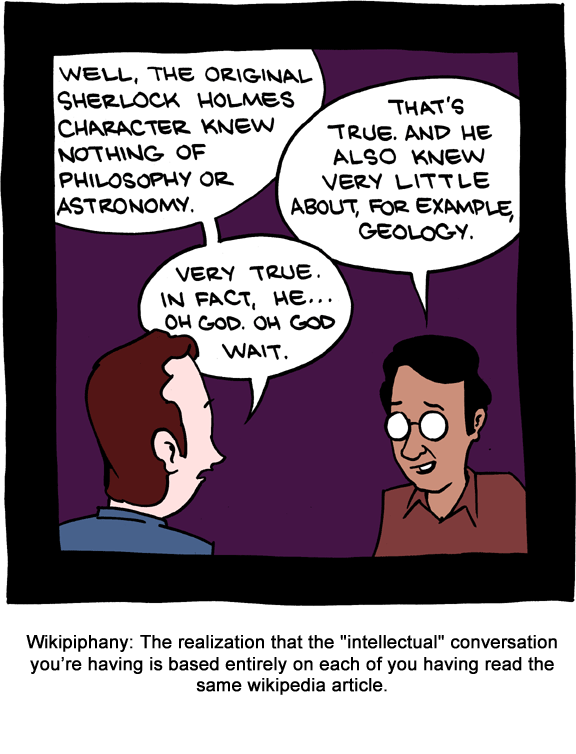 WELL, THE ORIGINAL
SHERLOCK HOLMES
CHARACTER KNEW
NOTHING OF
PHILOSOPHY OR
ASTRONOMY.
THAT'S
TRUE. AND HE
ALSO KNEW
VERY LITTLE
ABOUT, FOR EXAMPLE,
GEOLOGY.
VERY TRUE.
IN FACT, HE...
OH GOD. OH GOD
WAIT.
Wikipiphany: The realization that the "intellectual" conversation
you're having is based entirely on each of you having read the
same wikipedia article.